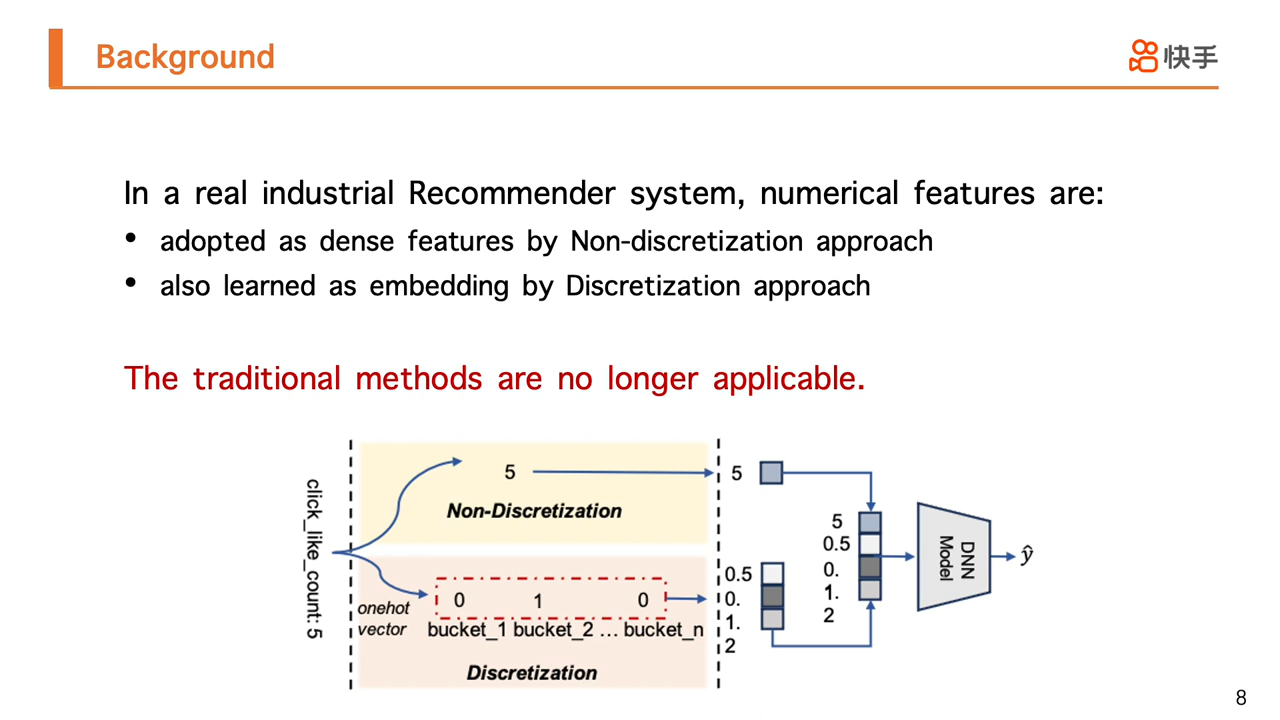 Background
快手
In a real industrial Recommender system, numerical features are:
• adopted as dense features by Non-discretization approach
• also learned as embedding by Discretization approach
The traditional methods are no longer applicable.
click_like_count: 5
5
Non-Discretization
5
onehot
vector
0 1 0
bucket_1 bucket_2 … bucket_n
Discretization
0.5
0.
1.
2
5
0.5
0.
1.
2
DNN
Model
ŷ
8